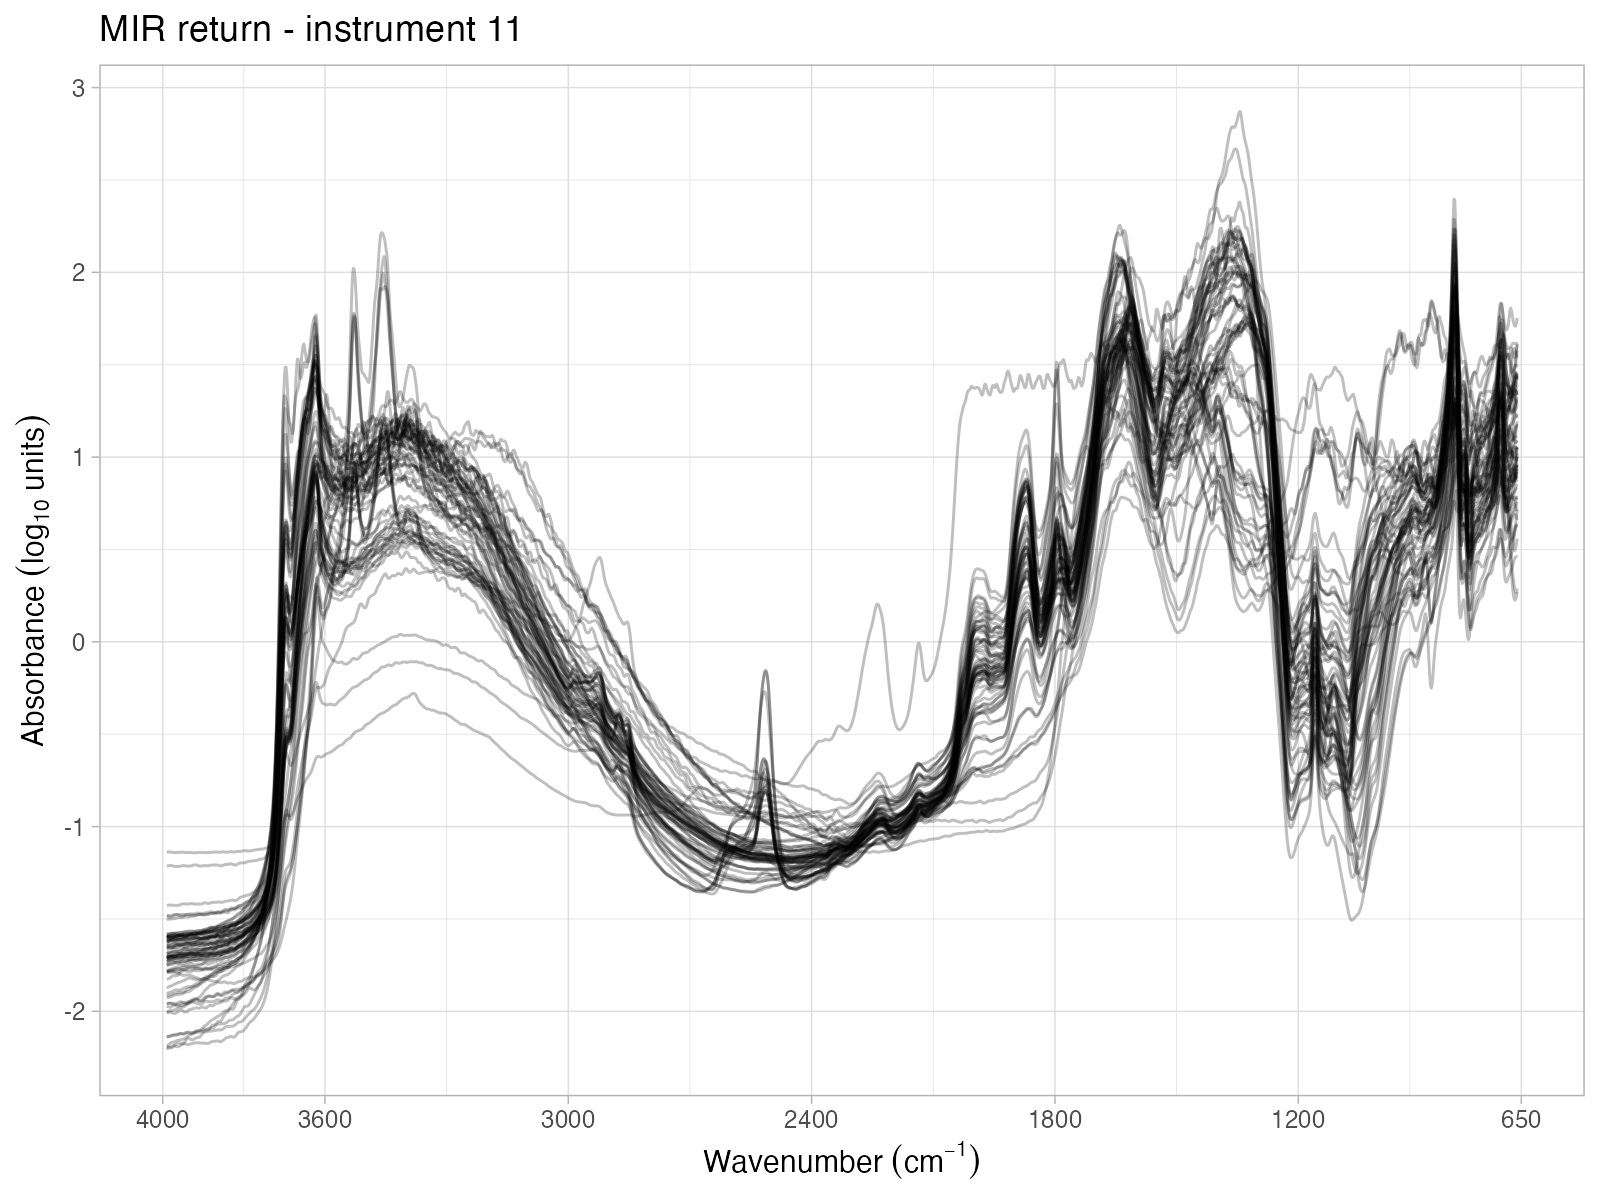 MIR return - instrument 11
Absorbance (log₁₀ units)
3
2
1
0
-1
-2
4000 3600 3000 2400 1800 1200 650
Wavenumber (cm⁻¹)